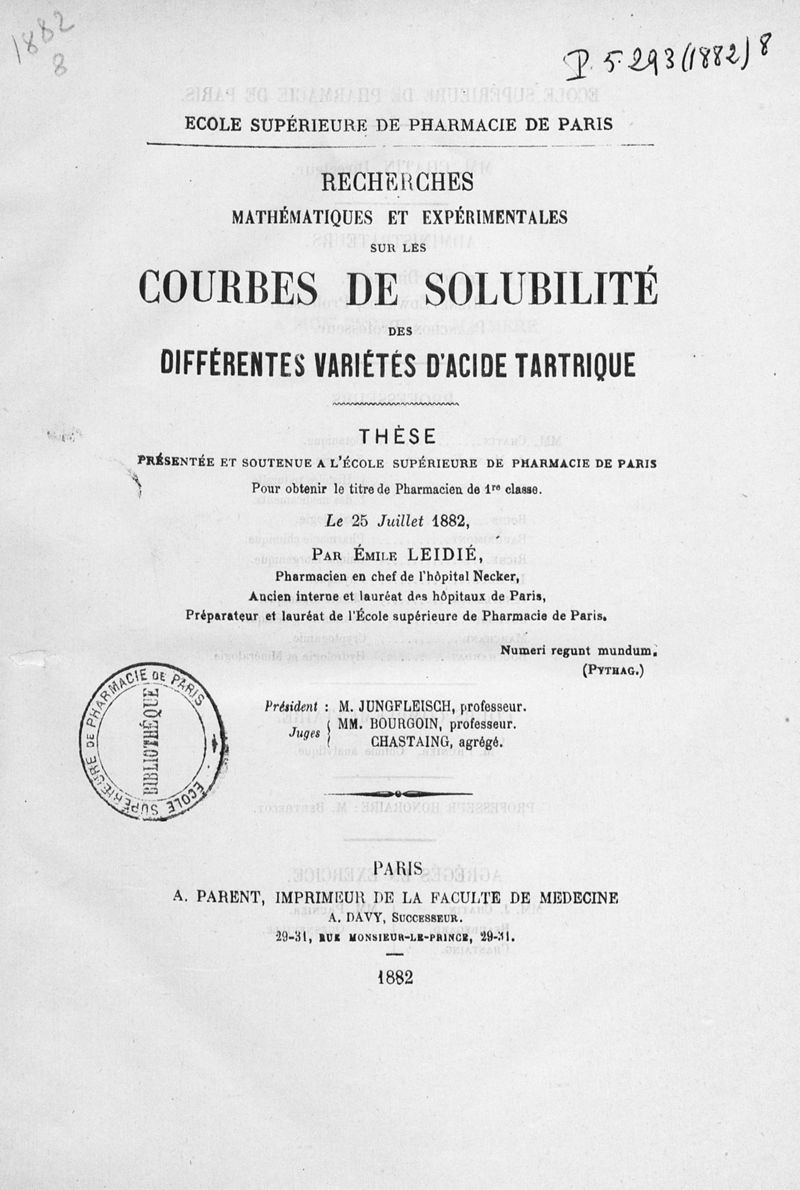 1882
8
P. 5.293 (1882) 8
ECOLE SUPÉRIEURE DE PHARMACIE DE PARIS
RECHERCHES
MATHÉMATIQUES ET EXPÉRIMENTALES
SUR LES
COURBES DE SOLUBILITÉ
DES
DIFFÉRENTES VARIÉTÉS D'ACIDE TARTRIQUE
THÈSE
PRÉSENTÉE ET SOUTENUE A L'ÉCOLE SUPÉRIEURE DE PHARMACIE DE PARIS
Pour obtenir le titre de Pharmacien de 1re classe.
Le 25 Juillet 1882,
PAR ÉMILE LEIDIÉ,
Pharmacien en chef de l'hôpital Necker,
Ancien interne et lauréat des hôpitaux de Paris,
Préparateur et lauréat de l'École supérieure de Pharmacie de Paris.
Numeri regunt mundum.
(PYTHAG.)
Président : M. JUNGFLEISCH, professeur.
Juges { MM. BOURGOIN, professeur.
CHASTAING, agrégé.
ÉCOLE SUPÉRIEURE DE PHARMACIE DE PARIS
BIBLIOTHÉQUE
PARIS
A. PARENT, IMPRIMEUR DE LA FACULTE DE MEDECINE
A. DAVY, SUCCESSEUR.
29-31, RUE MONSIEUR-LE-PRINCE, 29-31.
1882